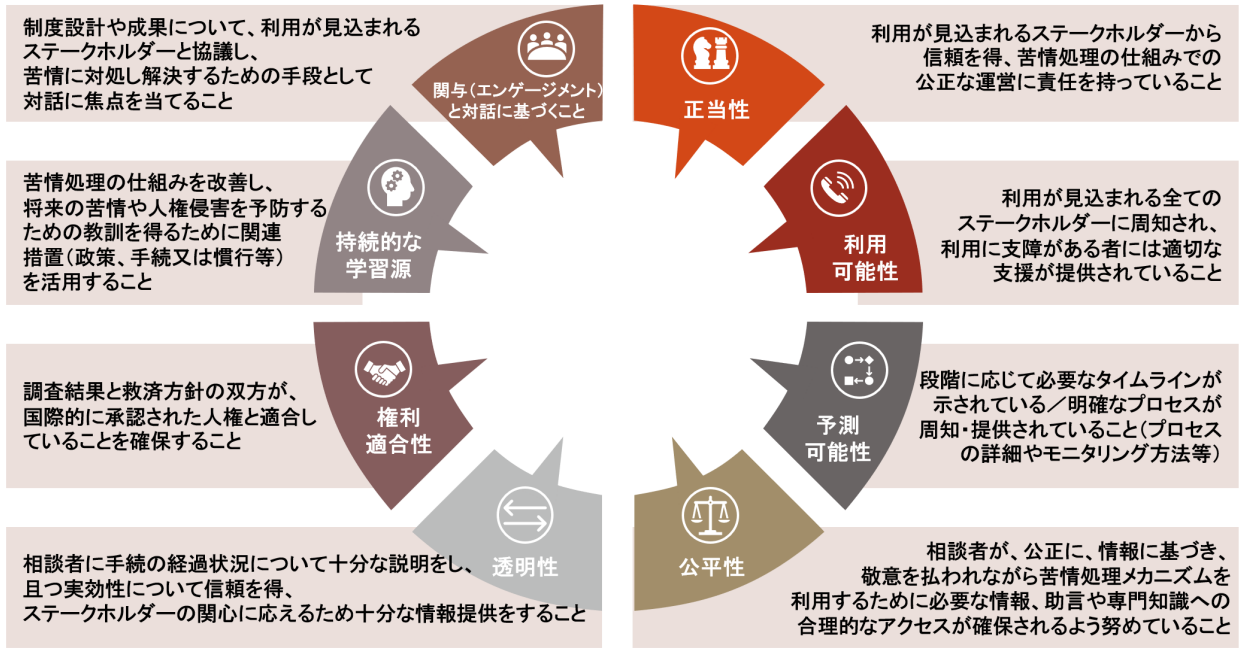 制度設計や成果について、利用が見込まれる
ステークホルダーと協議し、
苦情に対処し解決するための手段として
対話に焦点を当てること
関与(エンゲージメント)
と対話に基づくこと
正当性
利用が見込まれるステークホルダーから
信頼を得、苦情処理の仕組みでの
公正な運営に責任を持っていること
苦情処理の仕組みを改善し、
将来の苦情や人権侵害を予防する
ための教訓を得るために関連
措置(政策、手続又は慣行等)
を活用すること
持続的な
学習源
利用
可能性
利用が見込まれる全ての
ステークホルダーに周知され、
利用に支障がある者には適切な
支援が提供されていること
調査結果と救済方針の双方が、
国際的に承認された人権と適合し
ていることを確保すること
権利
適合性
予測
可能性
段階に応じて必要なタイムラインが
示されている/明確なプロセスが
周知・提供されていること(プロセス
の詳細やモニタリング方法等)
相談者に手続の経過状況について十分な説明をし、
且つ実効性について信頼を得、
ステークホルダーの関心に応えるため十分な情報提供をすること
透明性
公平性
相談者が、公正に、情報に基づき、
敬意を払われながら苦情処理メカニズムを
利用するために必要な情報、助言や専門知識への
合理的なアクセスが確保されるよう努めていること